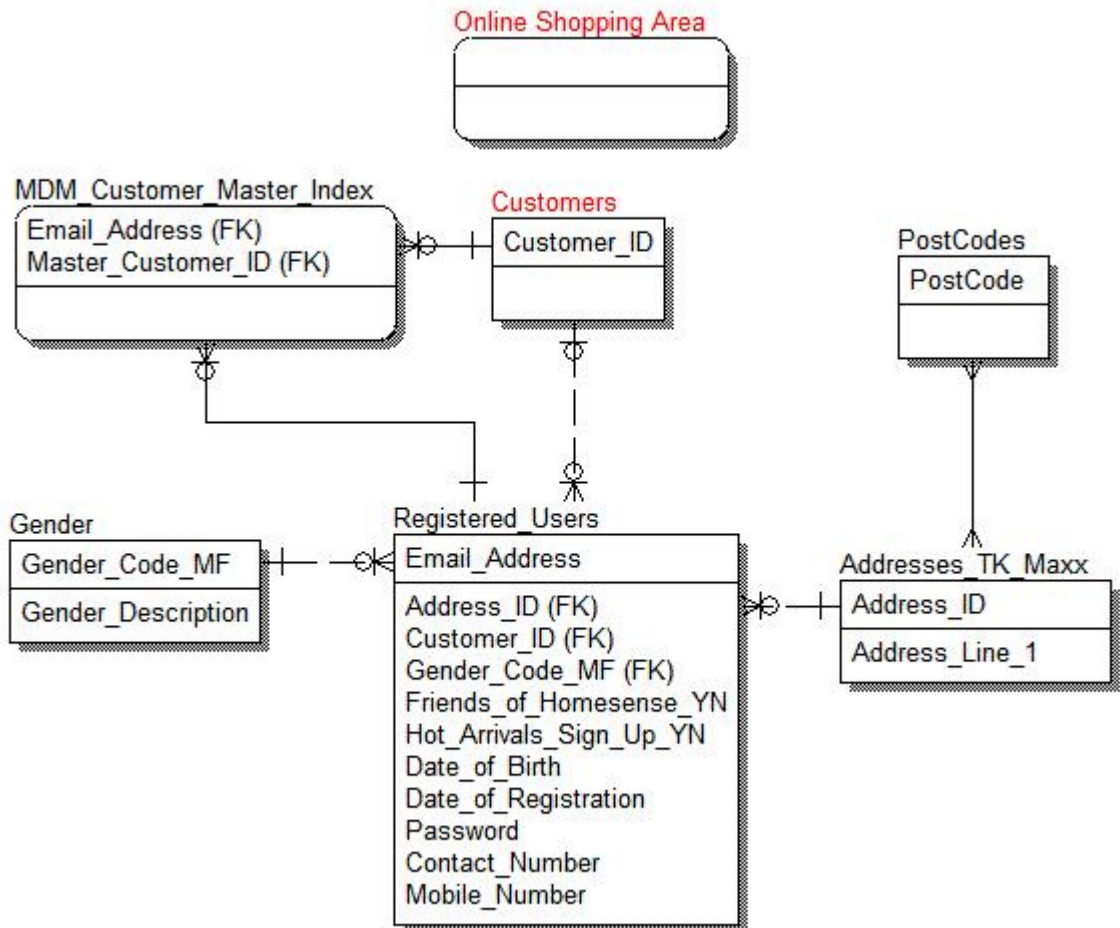 Online Shopping Area
MDM_Customer_Master_Index
Email_Address (FK)
Master_Customer_ID (FK)
Customers
Customer_ID
PostCodes
PostCode
Gender
Gender_Code_MF
Gender_Description
Registered_Users
Email_Address
Address_ID (FK)
Customer_ID (FK)
Gender_Code_MF (FK)
Friends_of_Homesense_YN
Hot_Arrivals_Sign_Up_YN
Date_of_Birth
Date_of_Registration
Password
Contact_Number
Mobile_Number
Addresses_TK_Maxx
Address_ID
Address_Line_1